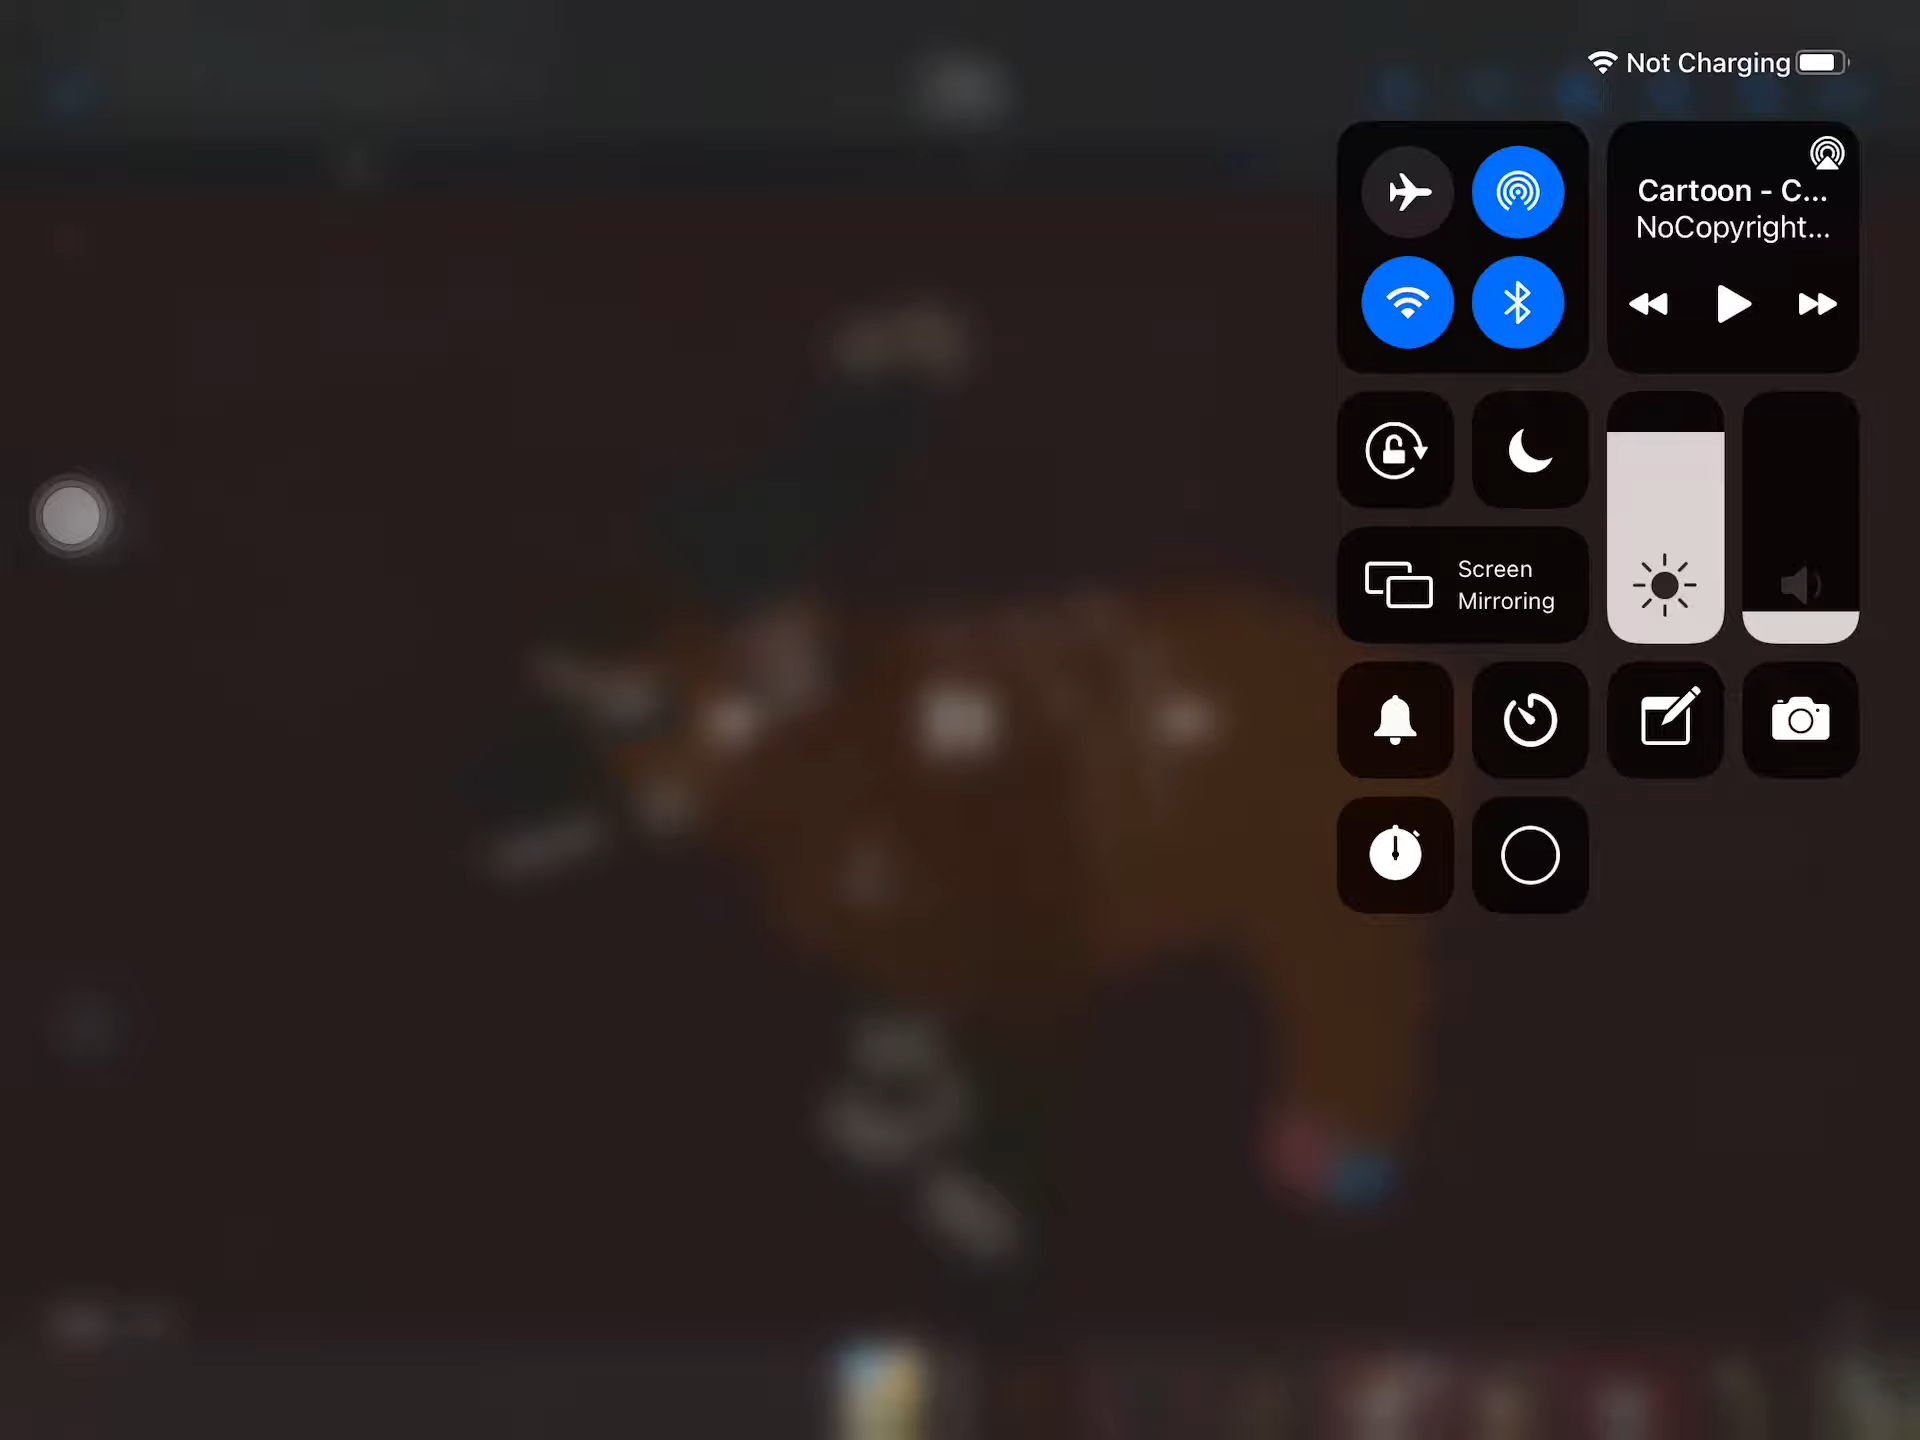 Not Charging
Cartoon - C...
NoCopyright...
Screen
Mirroring